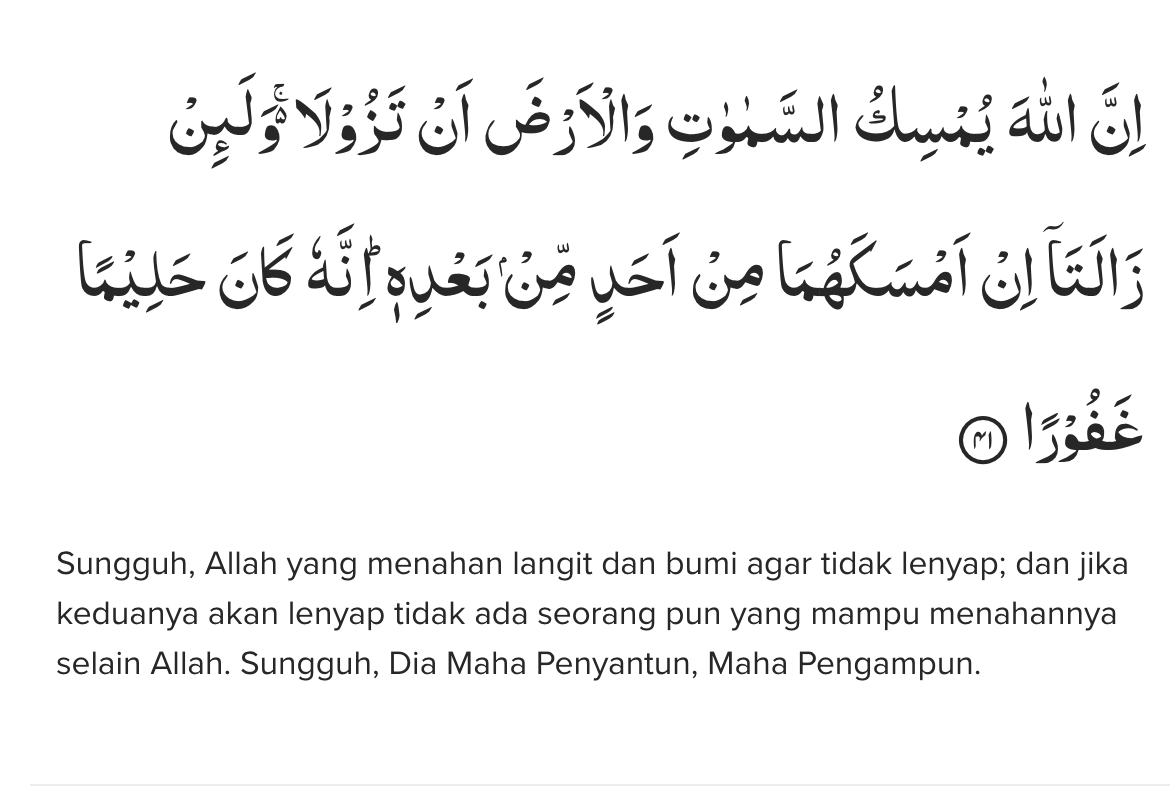 اِنَّ اللّٰهَ يُمْسِكُ السَّمٰوٰتِ وَالْاَرْضَ اَنْ تَزُوْلَا ەۚ وَلَىِٕنْ
زَالَتَآ اِنْ اَمْسَكَهُمَا مِنْ اَحَدٍ مِّنْۢ بَعْدِهٖ ۗاِنَّهٗ كَانَ حَلِيْمًا
غَفُوْرًا ٤١
Sungguh, Allah yang menahan langit dan bumi agar tidak lenyap; dan jika
keduanya akan lenyap tidak ada seorang pun yang mampu menahannya
selain Allah. Sungguh, Dia Maha Penyantun, Maha Pengampun.